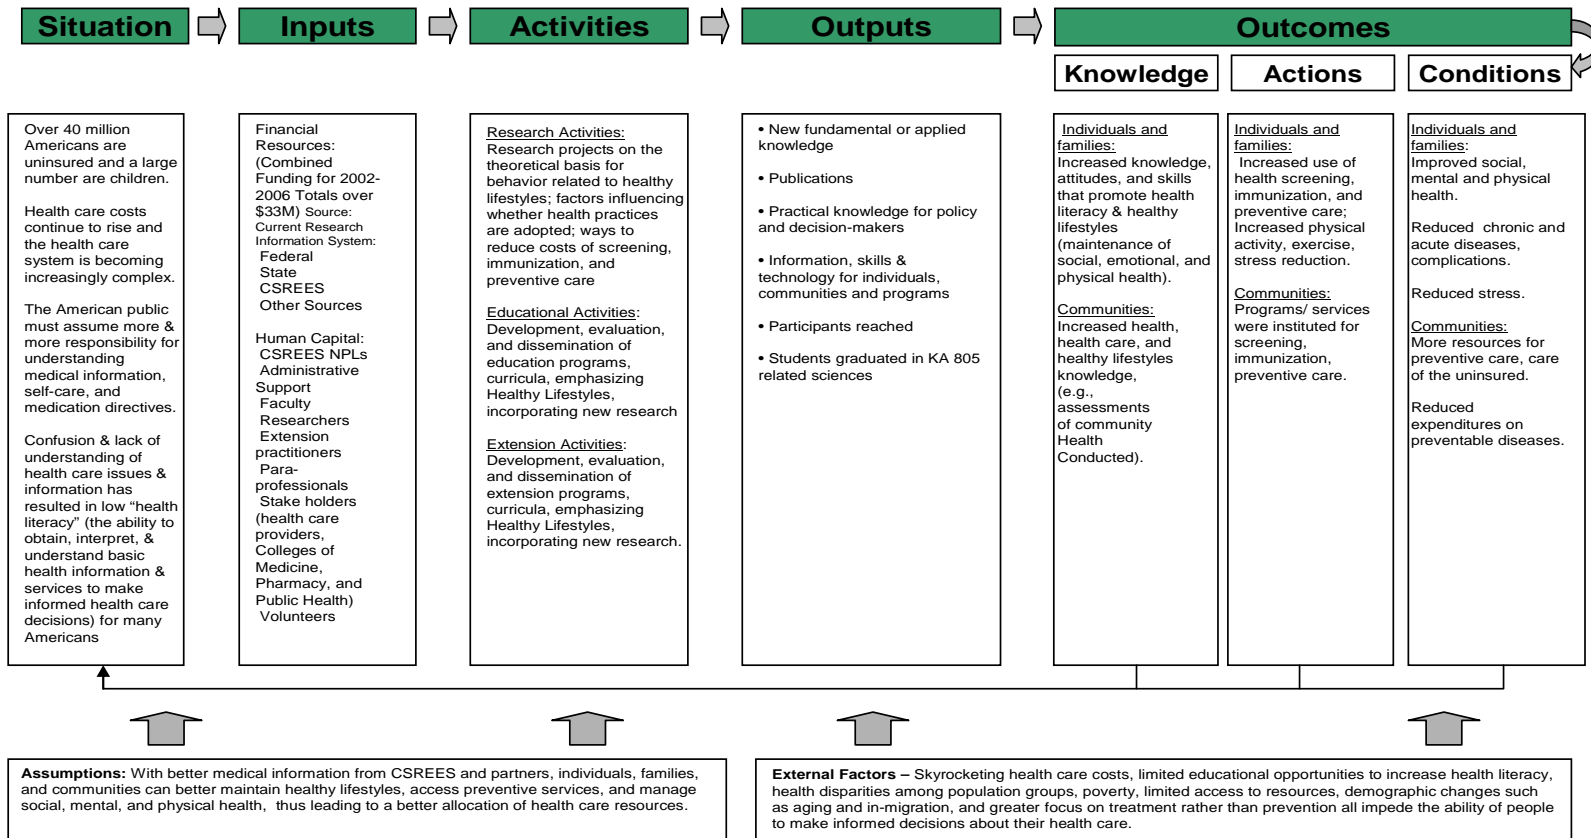 Situation
Inputs
Activities
Outputs
Outcomes
Knowledge
Actions
Conditions
Over 40 million
Americans are
uninsured and a large
number are children.
Health care costs
continue to rise and
the health care
system is becoming
increasingly complex.
The American public
must assume more &
more responsibility for
understanding
medical information,
self-care, and
medication directives.
Confusion & lack of
understanding of
health care issues &
information has
resulted in low “health
literacy” (the ability to
obtain, interpret, &
understand basic
health information &
services to make
informed health care
decisions) for many
Americans
Financial
Resources:
(Combined
Funding for 2002-
2006 Totals over
$33M) Source:
Current Research
Information System:
Federal
State
CSREES
Other Sources
Human Capital:
CSREES NPLs
Administrative
Support
Faculty
Researchers
Extension
practitioners
Para-
professionals
Stake holders
(health care
providers,
Colleges of
Medicine,
Pharmacy, and
Public Health)
Volunteers
Research Activities:
Research projects on the
theoretical basis for
behavior related to healthy
lifestyles; factors influencing
whether health practices
are adopted; ways to
reduce costs of screening,
immunization, and
preventive care
Educational Activities:
Development, evaluation,
and dissemination of
education programs,
curricula, emphasizing
Healthy Lifestyles,
incorporating new research
Extension Activities:
Development, evaluation,
and dissemination of
extension programs,
curricula, emphasizing
Healthy Lifestyles,
incorporating new research.
• New fundamental or applied
knowledge
• Publications
• Practical knowledge for policy
and decision-makers
• Information, skills &
technology for individuals,
communities and programs
• Participants reached
• Students graduated in KA 805
related sciences
Individuals and
families:
Increased knowledge,
attitudes, and skills
that promote health
literacy & healthy
lifestyles
(maintenance of
social, emotional, and
physical health).
Communities:
Increased health,
health care, and
healthy lifestyles
knowledge,
(e.g.,
assessments
of community
Health
Conducted).
Individuals and
families:
Increased use of
health screening,
immunization, and
preventive care;
Increased physical
activity, exercise,
stress reduction.
Communities:
Programs/ services
were instituted for
screening,
immunization,
preventive care.
Individuals and
families:
Improved social,
mental and physical
health.
Reduced chronic and
acute diseases,
complications.
Reduced stress.
Communities:
More resources for
preventive care, care
of the uninsured.
Reduced
expenditures on
preventable diseases.
Assumptions: With better medical information from CSREES and partners, individuals, families,
and communities can better maintain healthy lifestyles, access preventive services, and manage
social, mental, and physical health, thus leading to a better allocation of health care resources.
External Factors – Skyrocketing health care costs, limited educational opportunities to increase health literacy,
health disparities among population groups, poverty, limited access to resources, demographic changes such
as aging and in-migration, and greater focus on treatment rather than prevention all impede the ability of people
to make informed decisions about their health care.